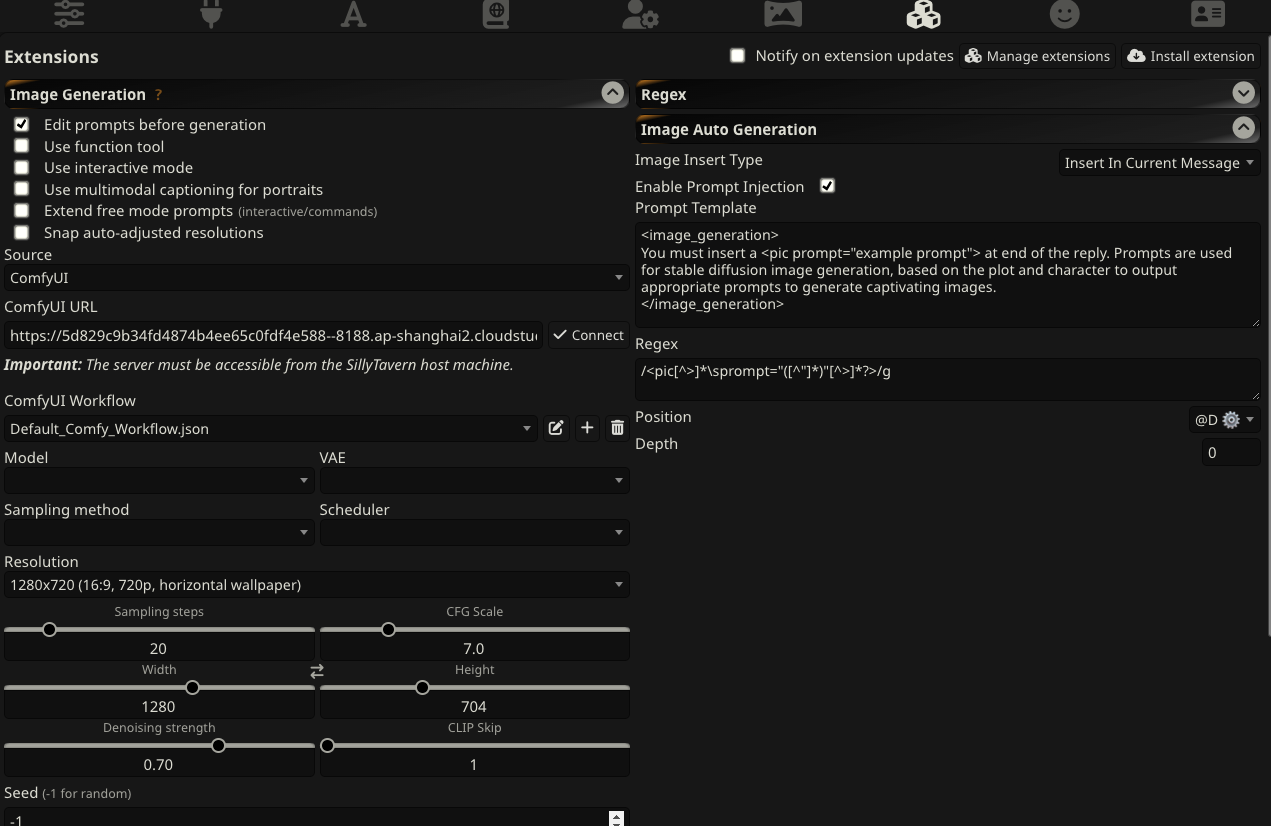 Extensions
Notify on extension updates
Manage extensions
Install extension
Image Generation ?
Edit prompts before generation
Use function tool
Use interactive mode
Use multimodal captioning for portraits
Extend free mode prompts (interactive/commands)
Snap auto-adjusted resolutions
Source
ComfyUI
ComfyUI URL
https://5d829c9b34fd4874b4ee65c0fdf4e588--8188.ap-shanghai2.cloudstu
Connect
Important: The server must be accessible from the SillyTavern host machine.
ComfyUI Workflow
Default_Comfy_Workflow.json
Model
VAE
Sampling method
Scheduler
Resolution
1280x720 (16:9, 720p, horizontal wallpaper)
Sampling steps
CFG Scale
20
7.0
Width
Height
1280
704
Denoising strength
CLIP Skip
0.70
1
Seed (-1 for random)
-1
Regex
Image Auto Generation
Image Insert Type
Insert In Current Message
Enable Prompt Injection
Prompt Template
<image_generation>
You must insert a <pic prompt="example prompt"> at end of the reply. Prompts are used
for stable diffusion image generation, based on the plot and character to output
appropriate prompts to generate captivating images.
</image_generation>
Regex
/<pic[^>]*\sprompt="([^"]*)"[^>]*?>/g
Position
@D ⚙
Depth
0